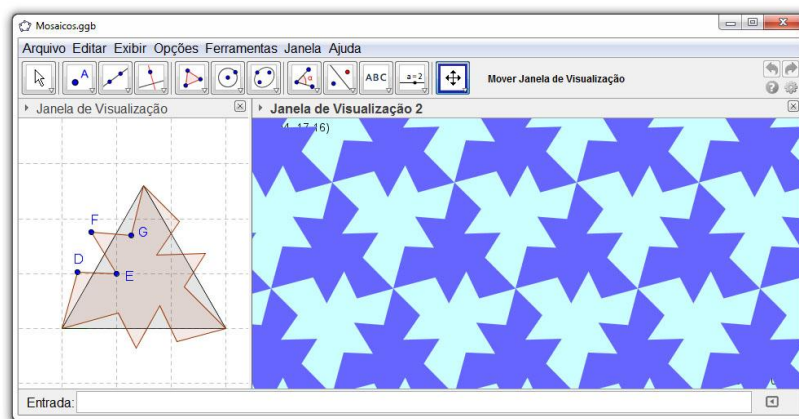 Mosaicos.ggb
Arquivo Editar Exibir Opções Ferramentas Janela Ajuda
A
α
ABC
a=2
Mover Janela de Visualização
Janela de Visualização
Janela de Visualização 2
F
G
D
E
Entrada: